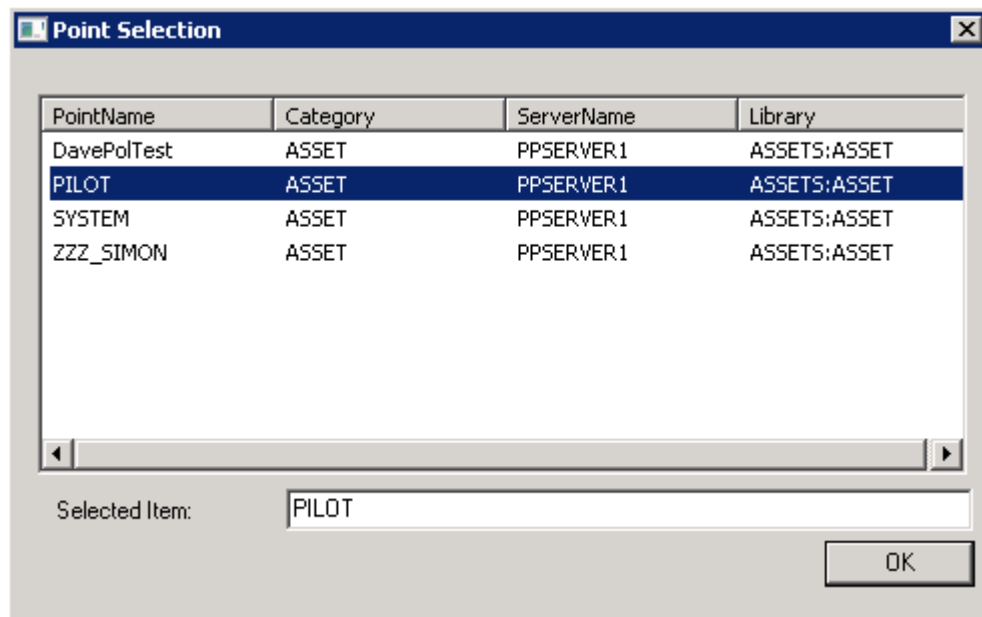 Point Selection
PointName Category ServerName Library
DavePolTest ASSET PPSERVER1 ASSETS:ASSET
PILOT ASSET PPSERVER1 ASSETS:ASSET
SYSTEM ASSET PPSERVER1 ASSETS:ASSET
ZZZ_SIMON ASSET PPSERVER1 ASSETS:ASSET
Selected Item: PILOT
OK